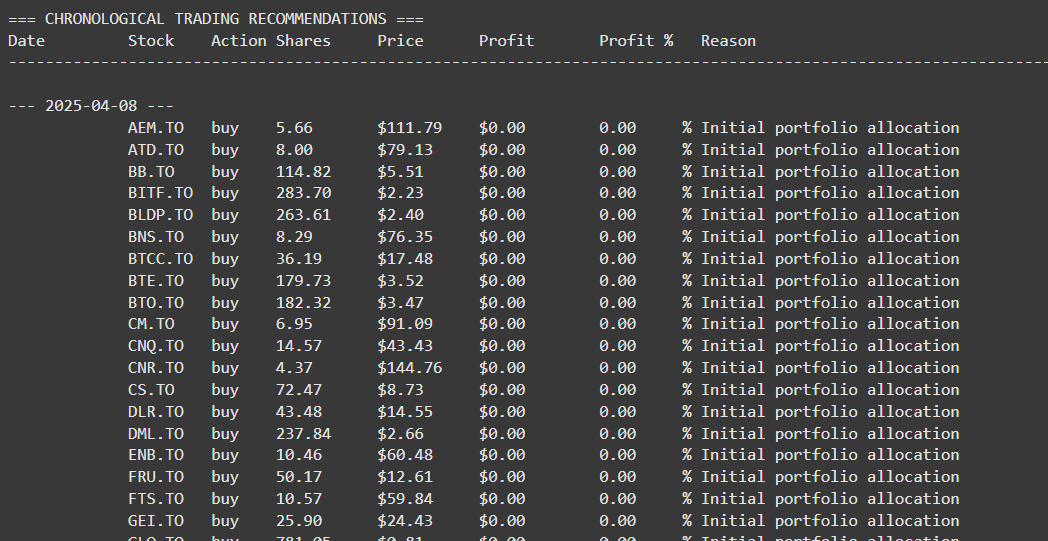 === CHRONOLOGICAL TRADING RECOMMENDATIONS ===
Date Stock Action Shares Price Profit Profit % Reason
--------------------------------------------------------------------------------------------------------------------
--- 2025-04-08 ---
AEM.TO buy 5.66 $111.79 $0.00 0.00 % Initial portfolio allocation
ATD.TO buy 8.00 $79.13 $0.00 0.00 % Initial portfolio allocation
BB.TO buy 114.82 $5.51 $0.00 0.00 % Initial portfolio allocation
BITF.TO buy 283.70 $2.23 $0.00 0.00 % Initial portfolio allocation
BLDP.TO buy 263.61 $2.40 $0.00 0.00 % Initial portfolio allocation
BNS.TO buy 8.29 $76.35 $0.00 0.00 % Initial portfolio allocation
BTCC.TO buy 36.19 $17.48 $0.00 0.00 % Initial portfolio allocation
BTE.TO buy 179.73 $3.52 $0.00 0.00 % Initial portfolio allocation
BTO.TO buy 182.32 $3.47 $0.00 0.00 % Initial portfolio allocation
CM.TO buy 6.95 $91.09 $0.00 0.00 % Initial portfolio allocation
CNQ.TO buy 14.57 $43.43 $0.00 0.00 % Initial portfolio allocation
CNR.TO buy 4.37 $144.76 $0.00 0.00 % Initial portfolio allocation
CS.TO buy 72.47 $8.73 $0.00 0.00 % Initial portfolio allocation
DLR.TO buy 43.48 $14.55 $0.00 0.00 % Initial portfolio allocation
DML.TO buy 237.84 $2.66 $0.00 0.00 % Initial portfolio allocation
ENB.TO buy 10.46 $60.48 $0.00 0.00 % Initial portfolio allocation
FRU.TO buy 50.17 $12.61 $0.00 0.00 % Initial portfolio allocation
FTS.TO buy 10.57 $59.84 $0.00 0.00 % Initial portfolio allocation
GEI.TO buy 25.90 $24.43 $0.00 0.00 % Initial portfolio allocation
buy $0.00 0.00 % Initial portfolio allocation